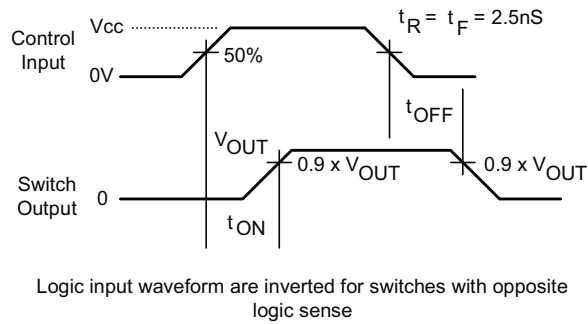 Vcc
Control
Input
0V
50%
tR = tF = 2.5nS
tOFF
VOUT
0.9 x VOUT
0.9 x VOUT
Switch
Output
0
tON
Logic input waveform are inverted for switches with opposite
logic sense